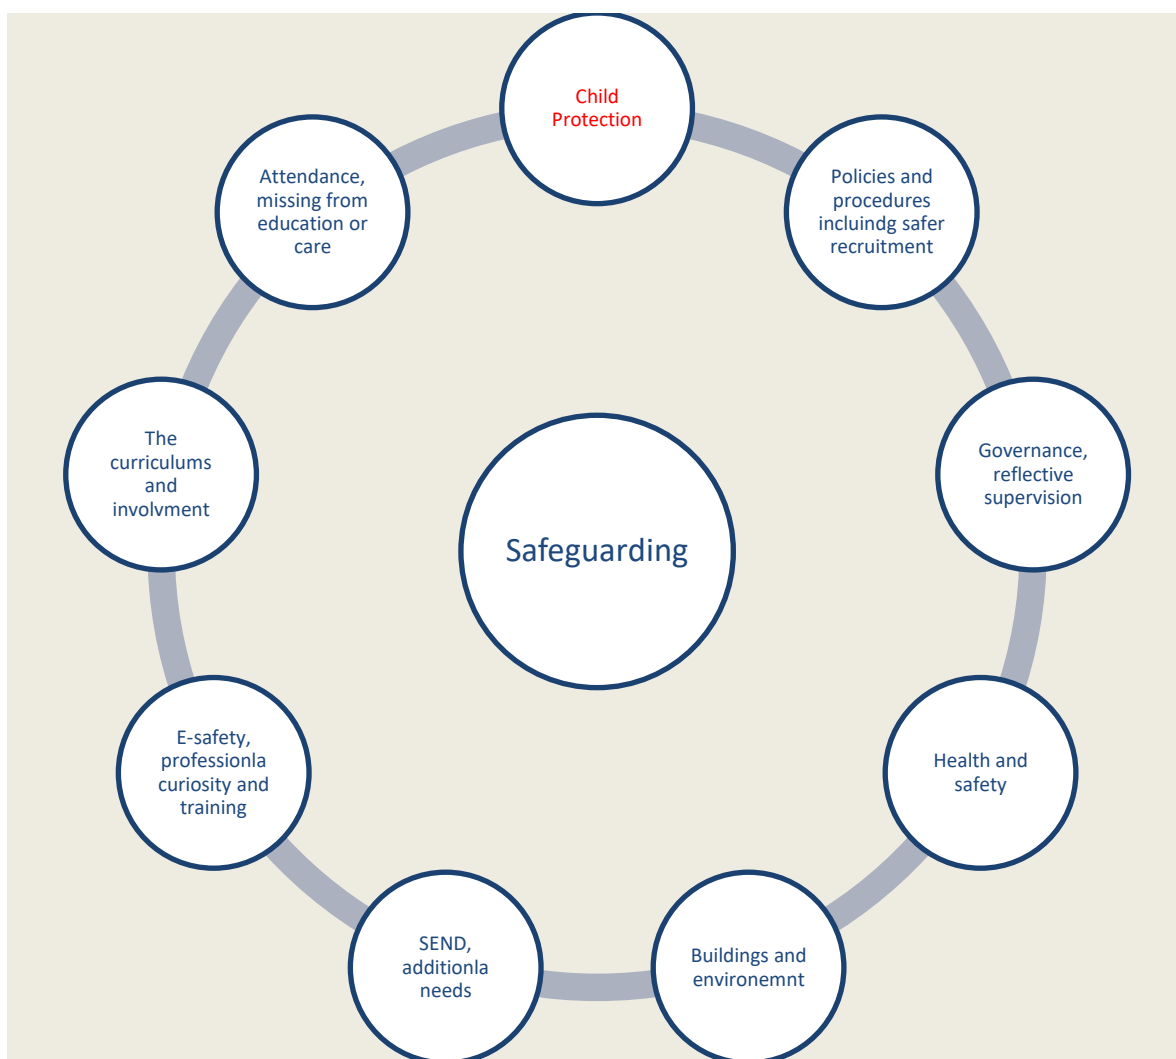 Child
Protection
Policies and
procedures
incluindg safer
recruitment
Governance,
reflective
supervision
Health and
safety
Buildings and
environemnt
SEND,
additionla
needs
E-safety,
professionla
curiosity and
training
The
curriculums
and
involvment
Attendance,
missing from
education or
care
Safeguarding